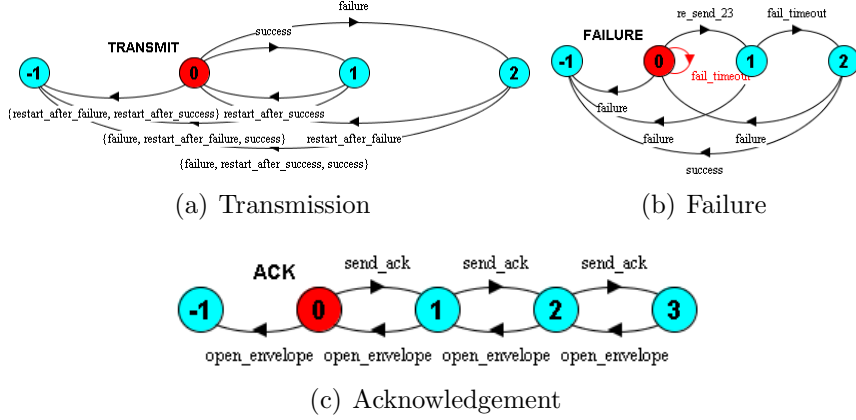 failure
success
TRANSMIT
-1
0
1
2
{restart_after_failure, restart_after_success}
restart_after_success
{failure, restart_after_failure, success}
restart_after_failure
{failure, restart_after_success, success}
(a) Transmission
re_send_23
fail_timeout
FAILURE
-1
0
1
2
fail_timeout
failure
failure
failure
success
(b) Failure
ACK
send_ack
send_ack
send_ack
-1
0
1
2
3
open_envelope
open_envelope
open_envelope
open_envelope
(c) Acknowledgement